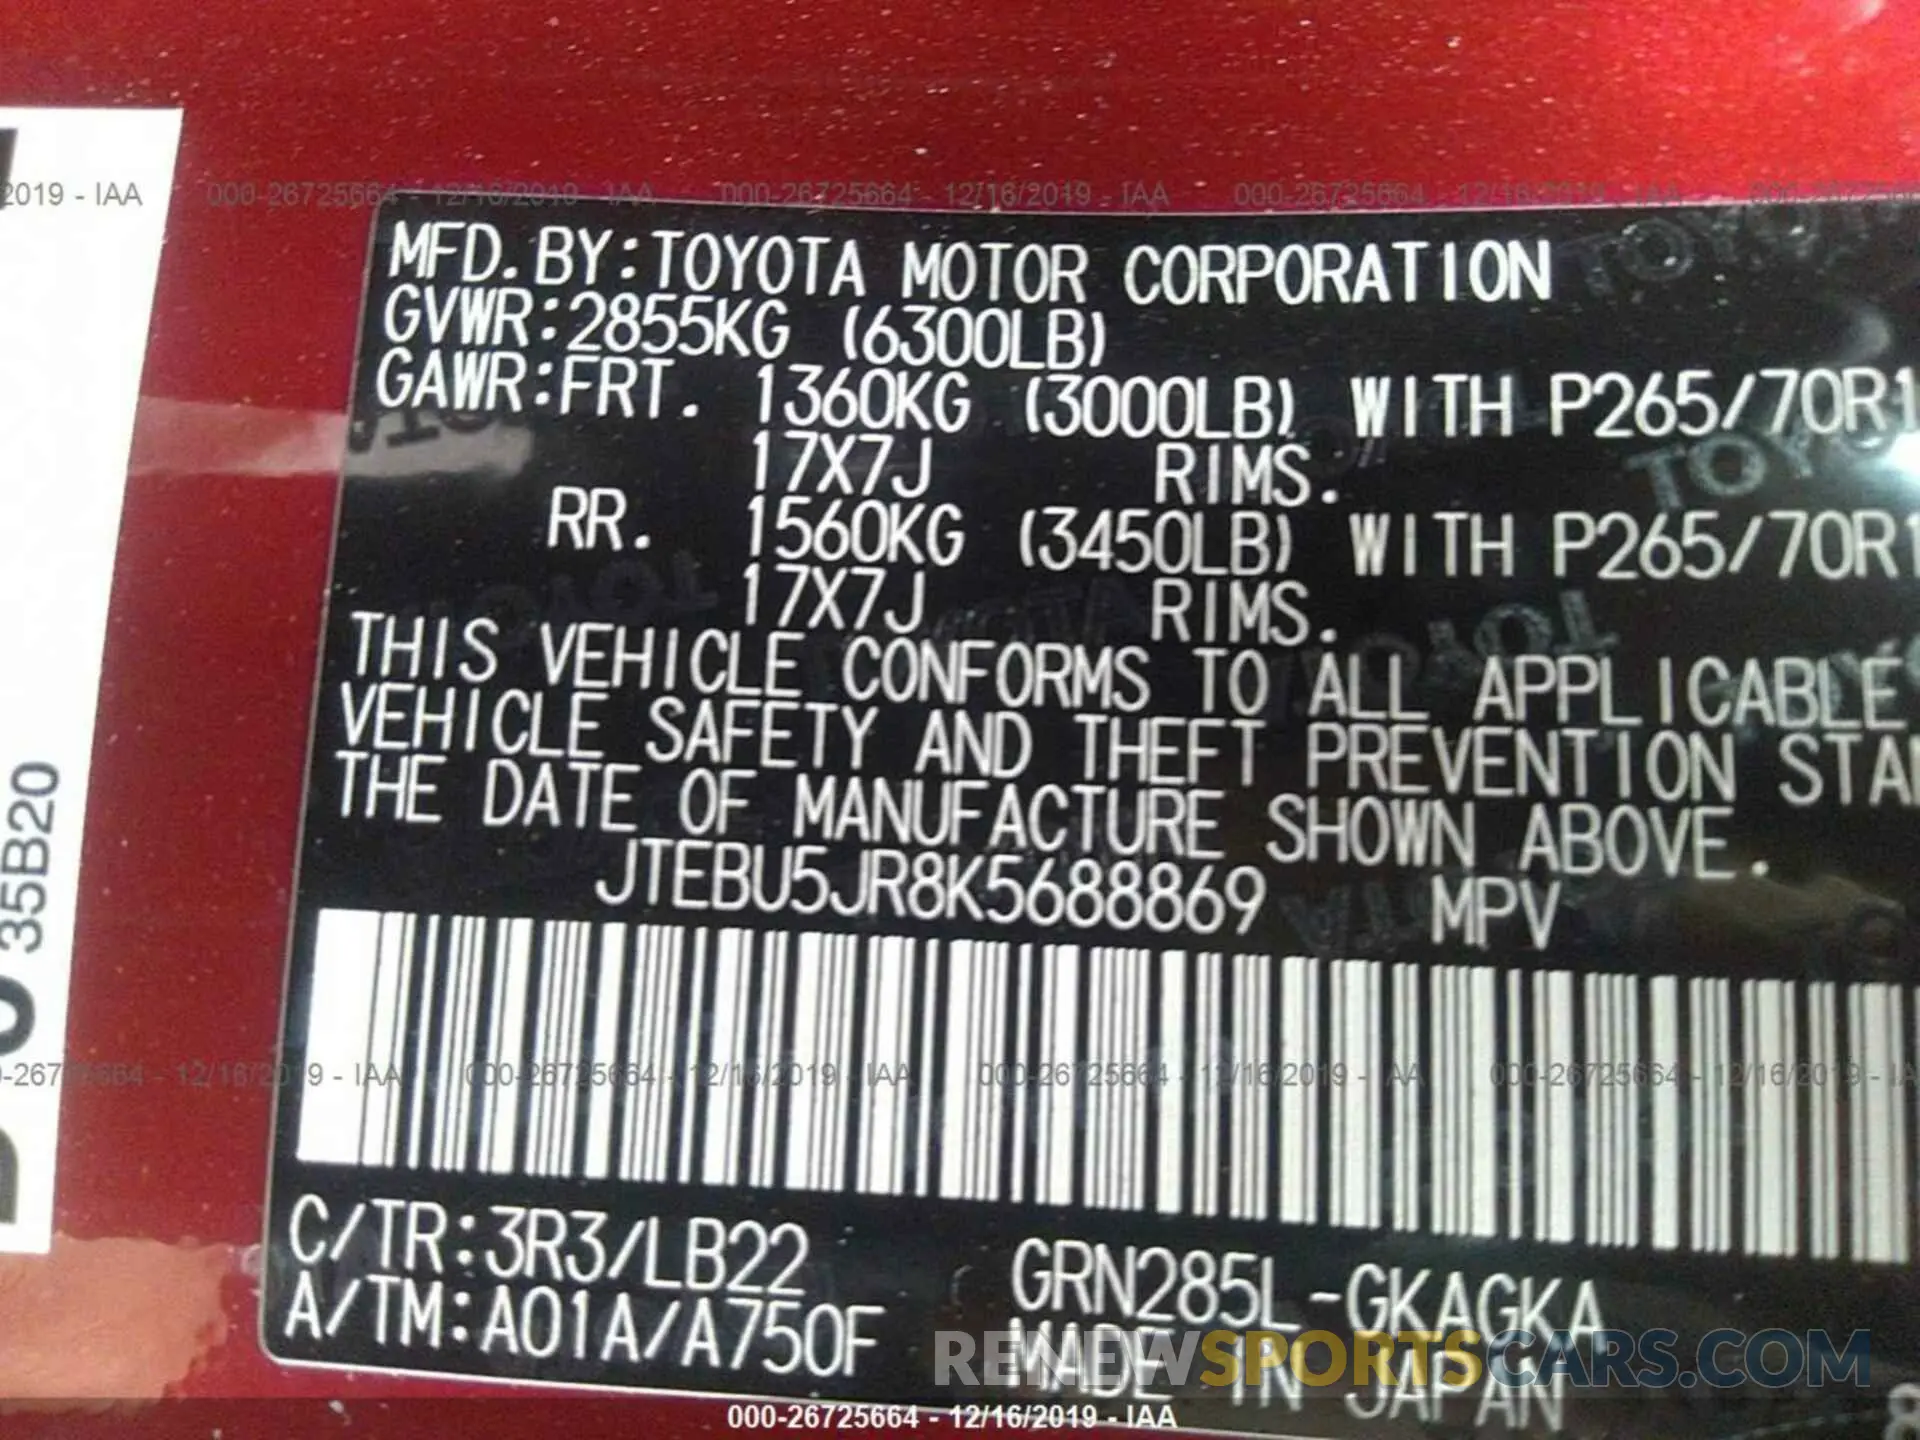 2019 - IAA 000-26725664 - 12/16/2019 - IAA 000-26725664 - 12/16/2019 - IAA 000-26725664 - 12/16/2019 - IAA
MFD. BY: TOYOTA MOTOR CORPORATION
GVWR: 2855KG (6300LB)
GAWR: FRT. 1360KG (3000LB) WITH P265/70R1
17X7J RIMS.
RR. 1560KG (3450LB) WITH P265/70R1
17X7J RIMS.
THIS VEHICLE CONFORMS TO ALL APPLICABLE
VEHICLE SAFETY AND THEFT PREVENTION STA
THE DATE OF MANUFACTURE SHOWN ABOVE.
JTEBU5JR8K5688869 MPV
35B20
12/16/2019 - IAA 000-26725664 - 12/16/2019 - IAA 000-26725664 - 12/16/2019 - IAA 000-26725664 - 12/16/2019 - IA
C/TR: 3R3/LB22 GRN285L-GKAGKA
A/TM: A01A/A750F MADE IN JAPAN
RENEWSPORTSCARS.COM
000-26725664 - 12/16/2019 - IAA